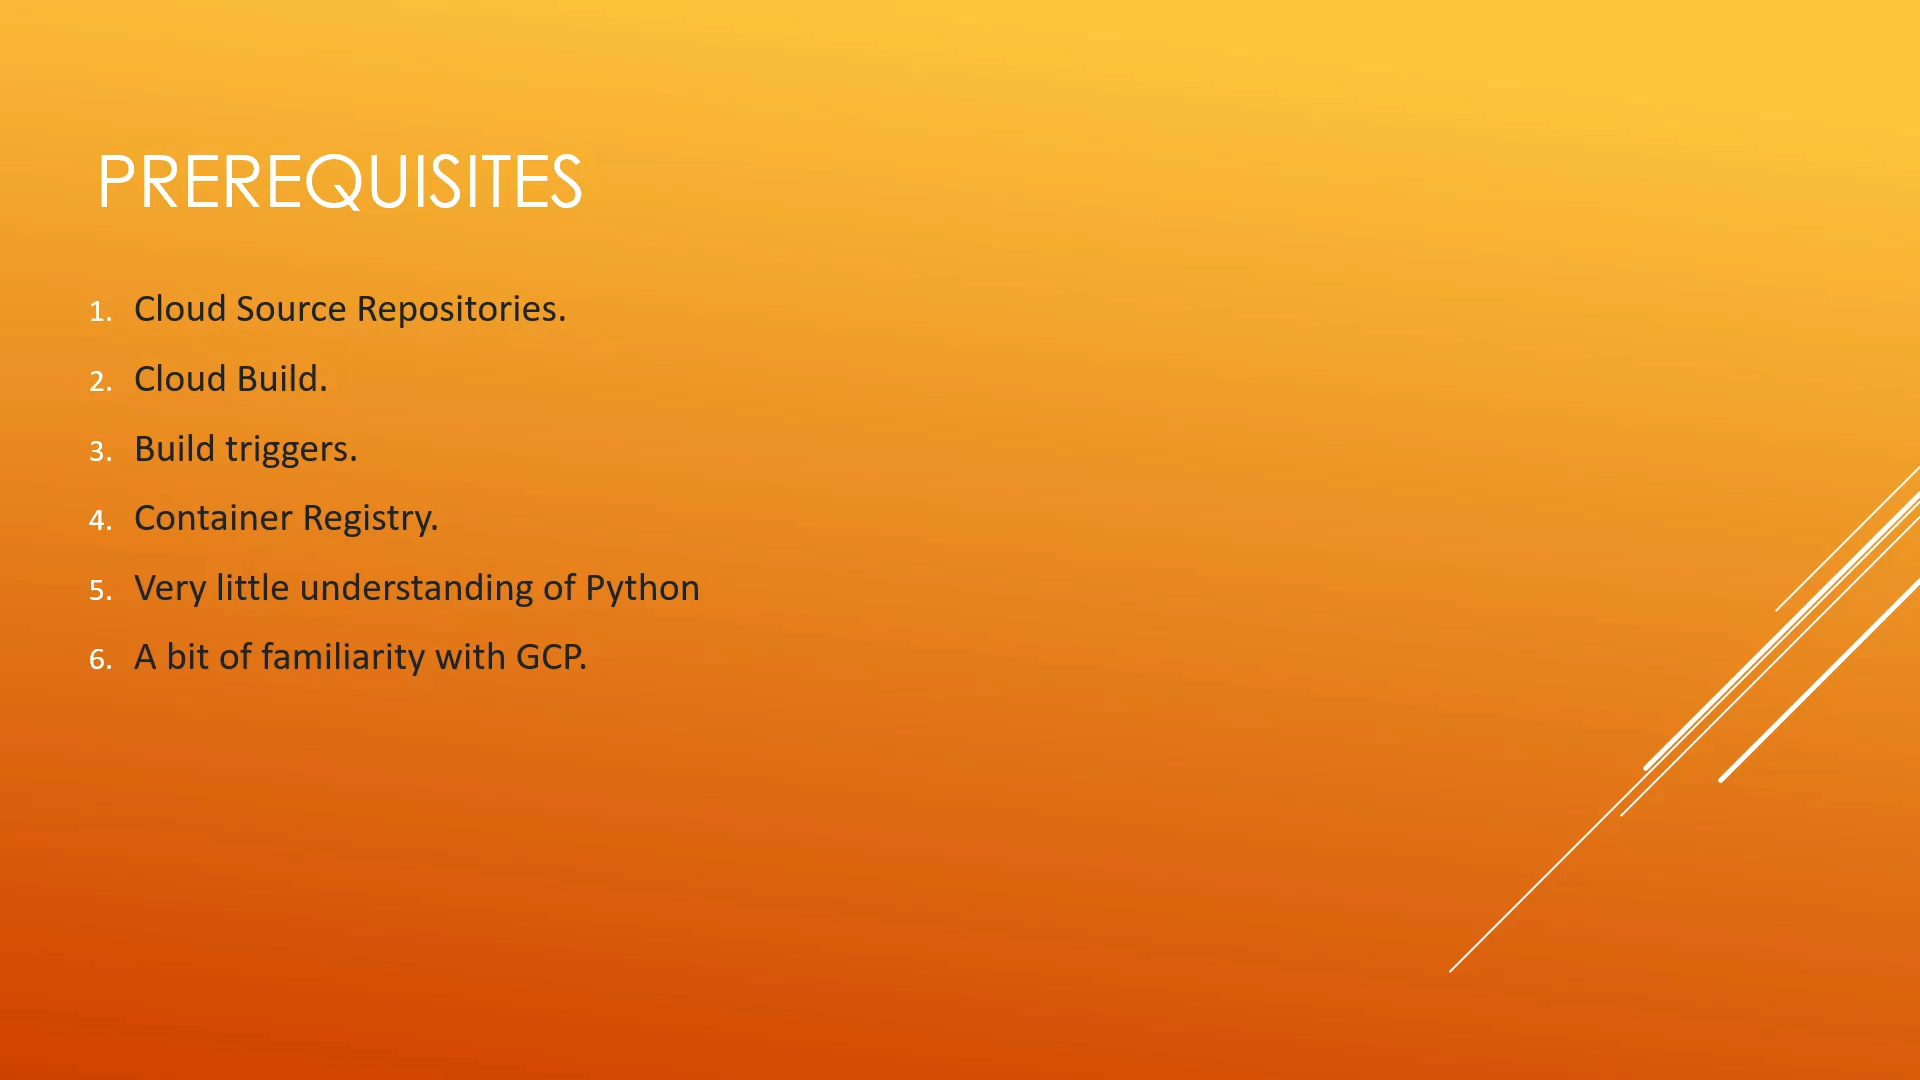 PREREQUISITES
1. Cloud Source Repositories.
2. Cloud Build.
3. Build triggers.
4. Container Registry.
5. Very little understanding of Python
6. A bit of familiarity with GCP.